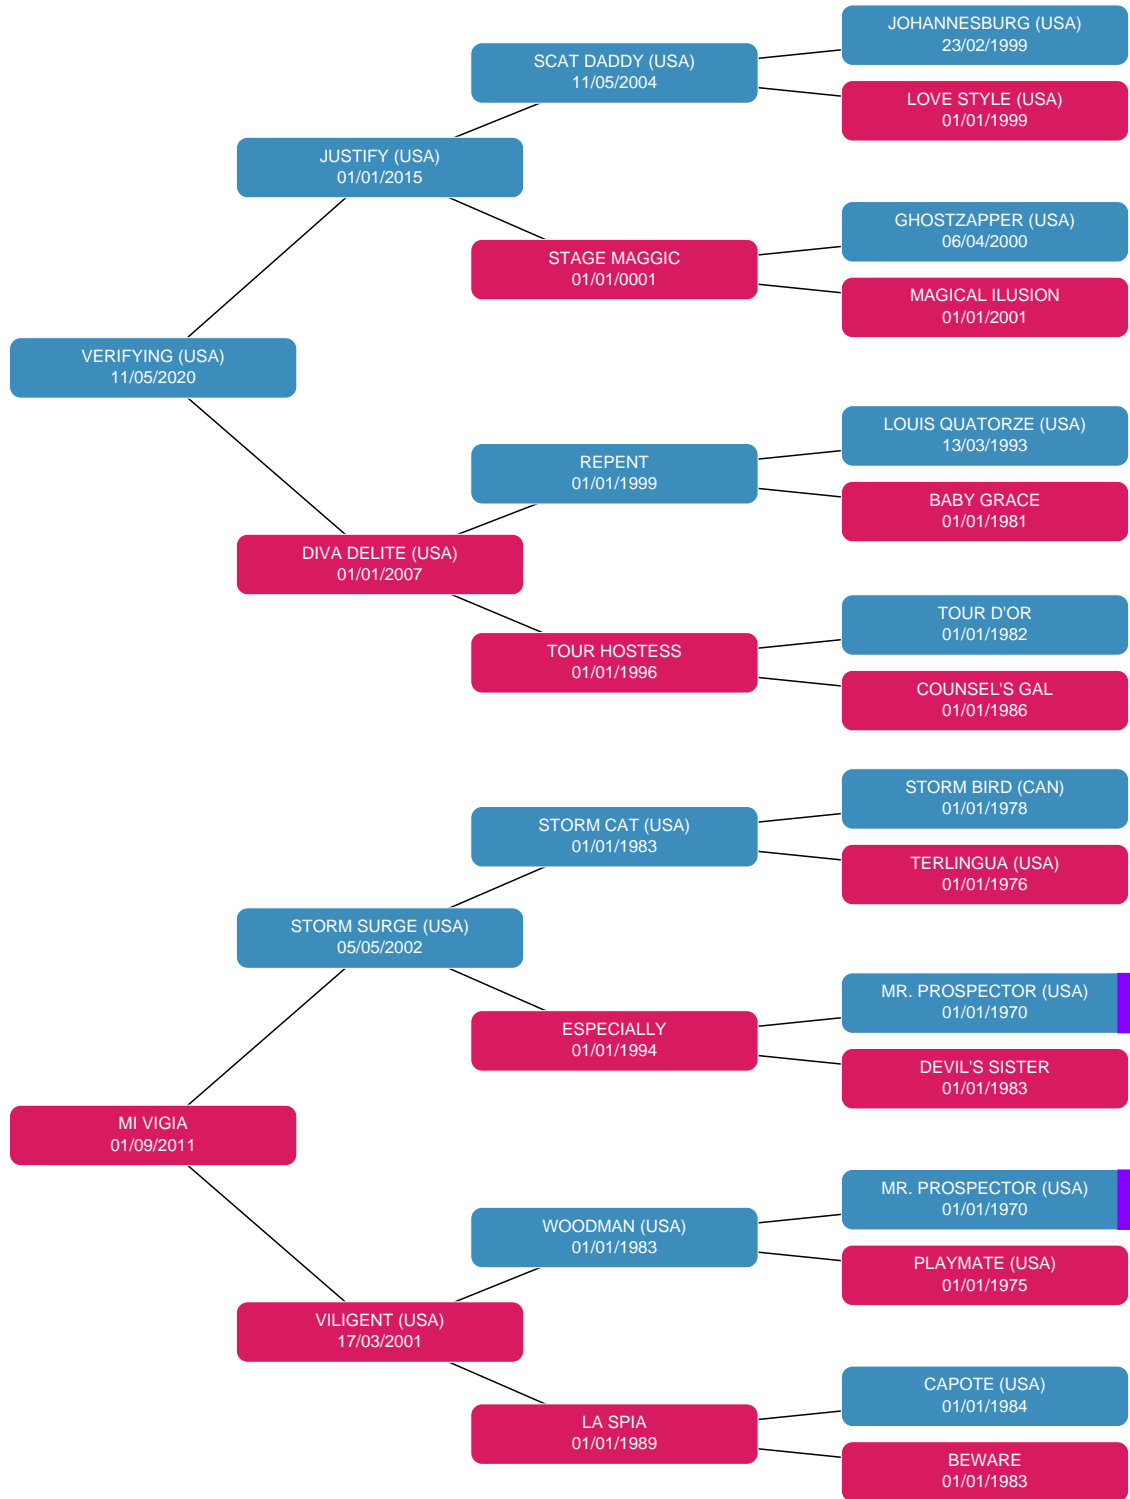 JOHANNESBURG (USA)
23/02/1999
SCAT DADDY (USA)
11/05/2004
LOVE STYLE (USA)
01/01/1999
JUSTIFY (USA)
01/01/2015
GHOSTZAPPER (USA)
06/04/2000
STAGE MAGGIC
01/01/0001
MAGICAL ILUSION
01/01/2001
VERIFYING (USA)
11/05/2020
LOUIS QUATORZE (USA)
13/03/1993
REPENT
01/01/1999
BABY GRACE
01/01/1981
DIVA DELITE (USA)
01/01/2007
TOUR D'OR
01/01/1982
TOUR HOSTESS
01/01/1996
COUNSEL'S GAL
01/01/1986
STORM BIRD (CAN)
01/01/1978
STORM CAT (USA)
01/01/1983
TERLINGUA (USA)
01/01/1976
STORM SURGE (USA)
05/05/2002
MR. PROSPECTOR (USA)
01/01/1970
ESPECIALLY
01/01/1994
DEVIL'S SISTER
01/01/1983
MI VIGIA
01/09/2011
MR. PROSPECTOR (USA)
01/01/1970
WOODMAN (USA)
01/01/1983
PLAYMATE (USA)
01/01/1975
VILIGENT (USA)
17/03/2001
CAPOTE (USA)
01/01/1984
LA SPIA
01/01/1989
BEWARE
01/01/1983